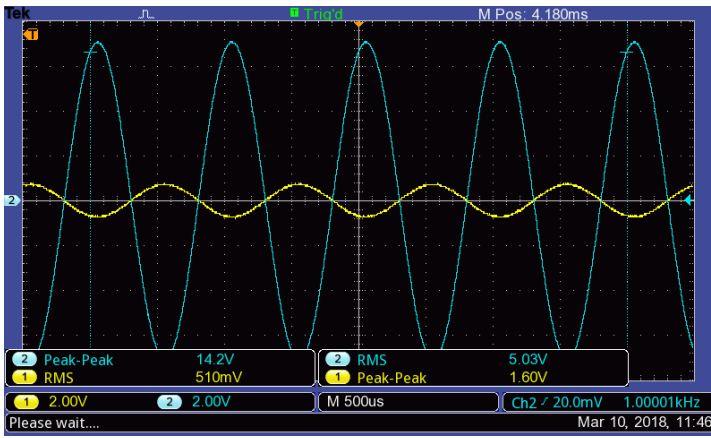 Tek T Trig'd M Pos: 4.180ms
T
2
2 Peak-Peak 14.2V 2 RMS 5.03V
1 RMS 510mV 1 Peak-Peak 1.60V
1 2.00V 2 2.00V M 500us Ch2 20.0mV 1.00001kHz
Please wait.... Mar 10, 2018, 11:46